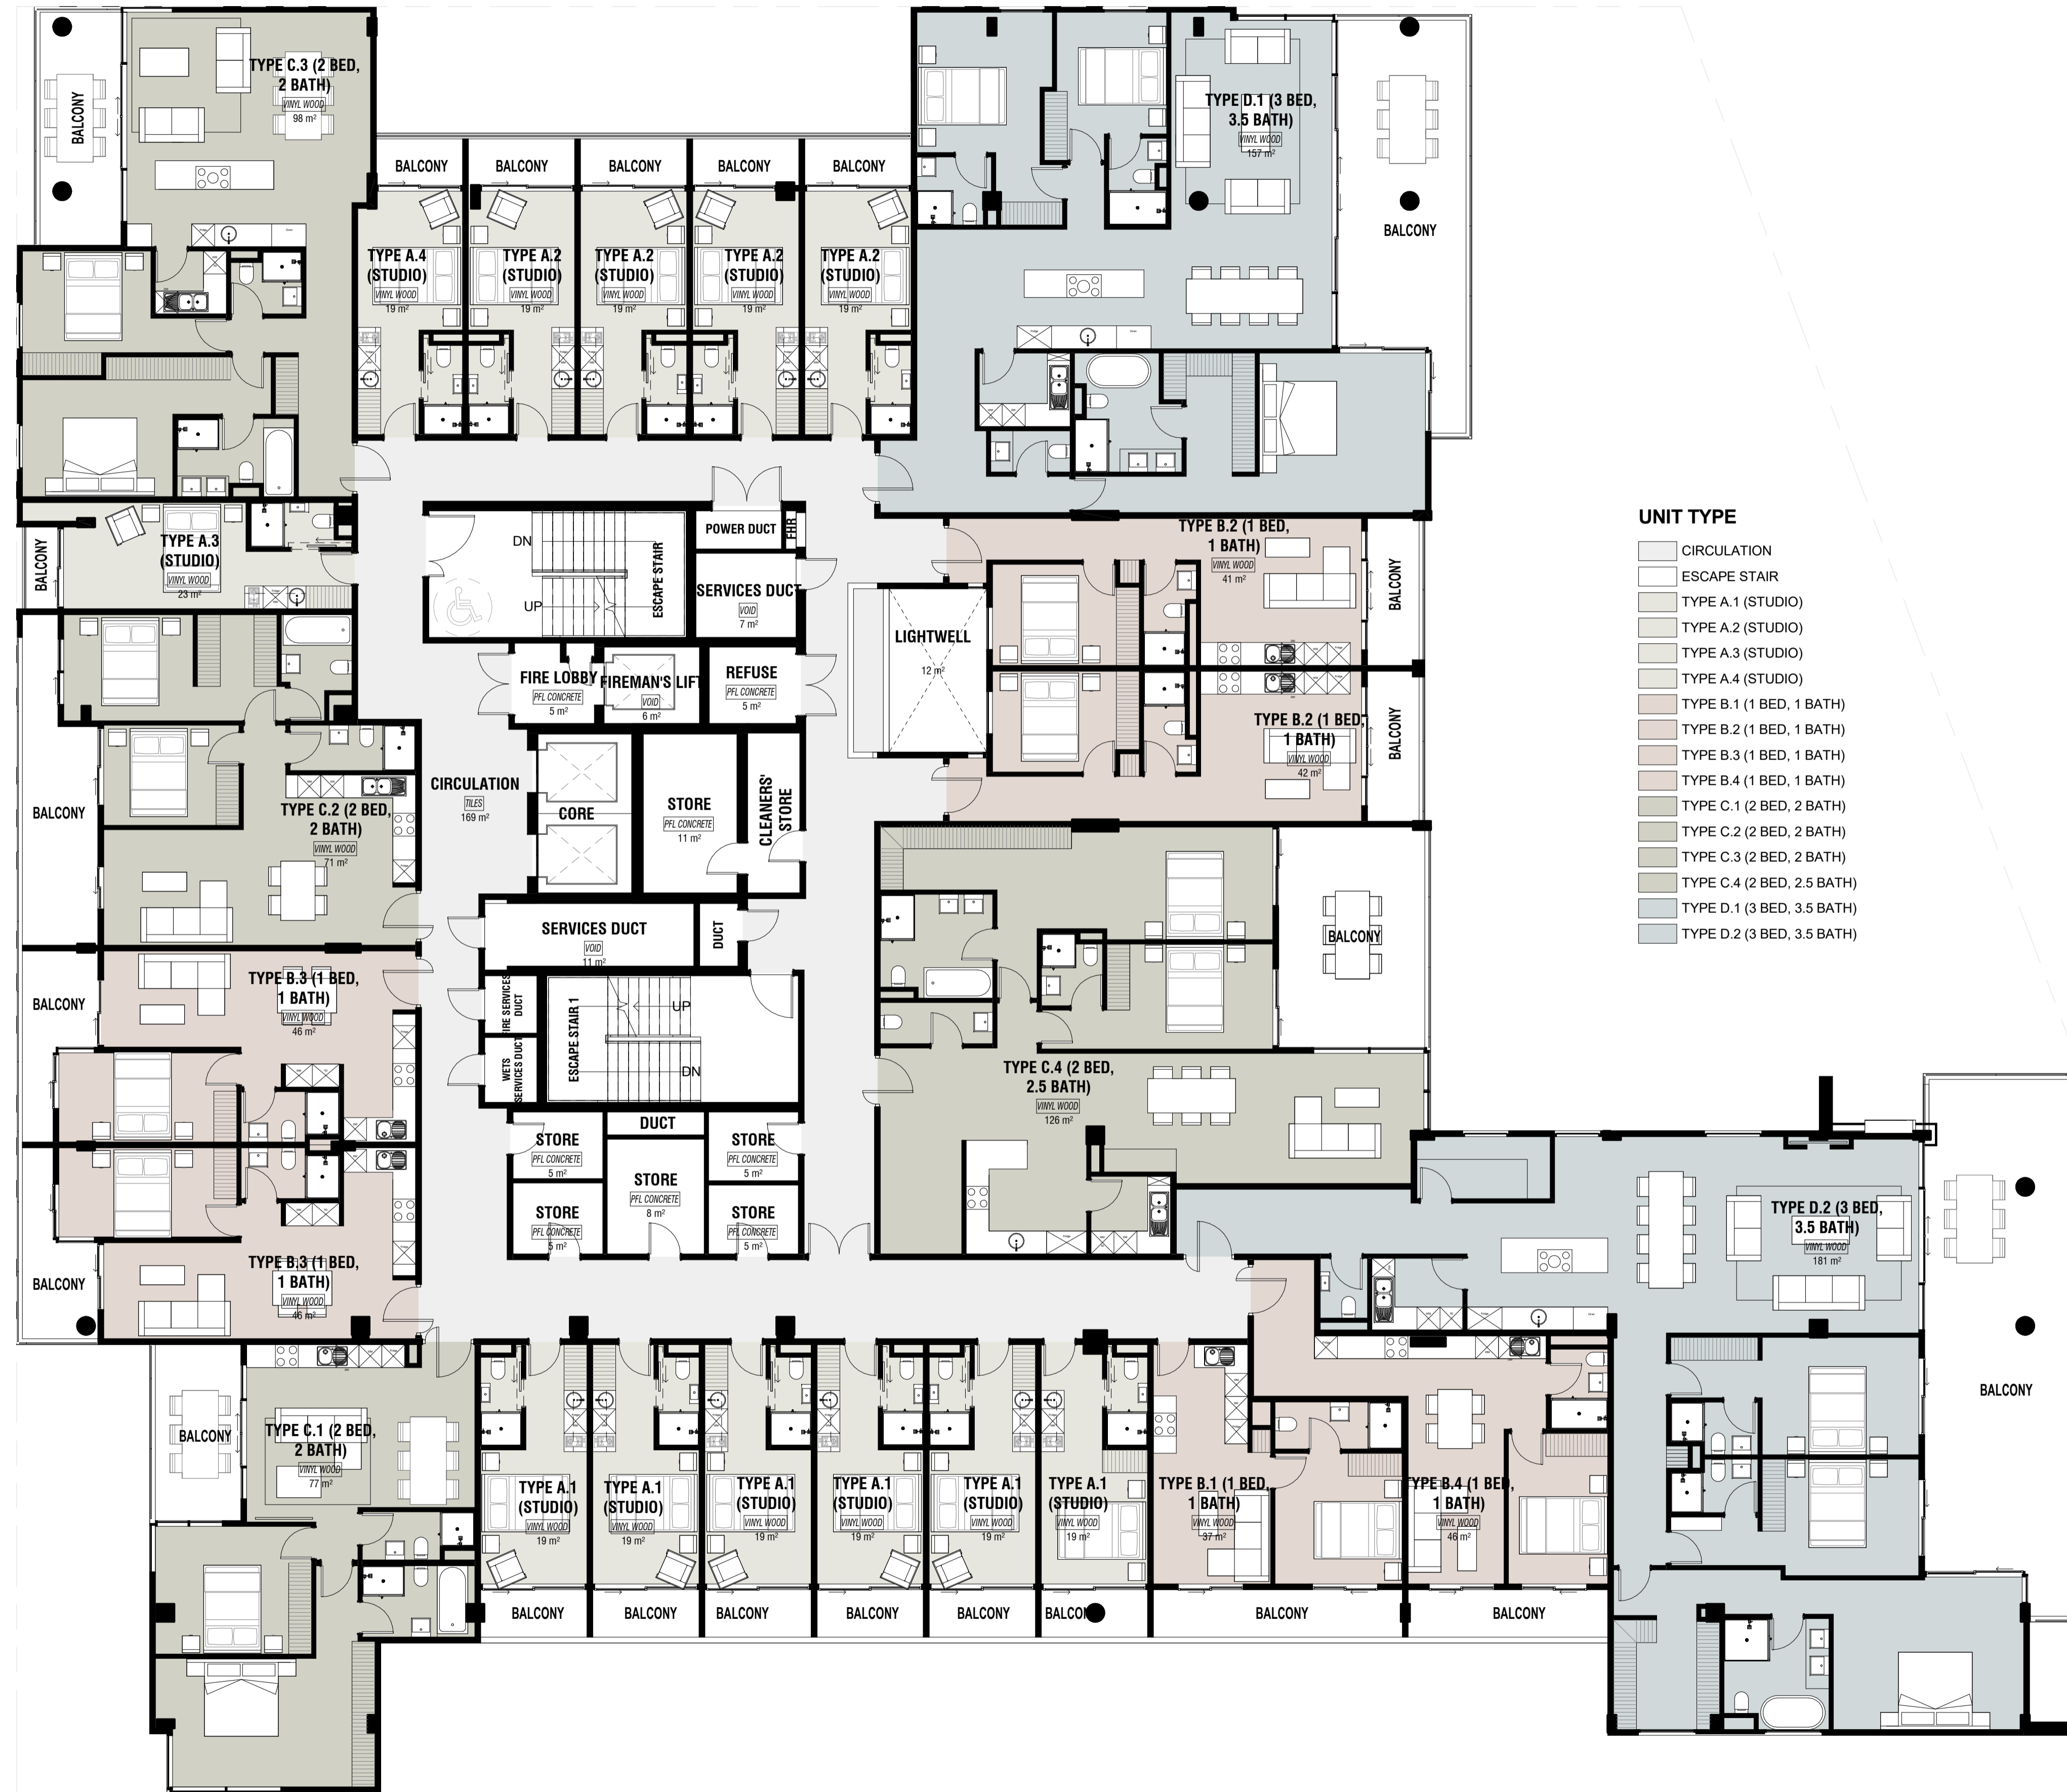 TYPE C.3 (2 BED,
2 BATH)
VINYL WOOD
98 m²
BALCONY
BALCONY
BALCONY
BALCONY
BALCONY
BALCONY
TYPE A.4
(STUDIO)
VINYL WOOD
19 m²
TYPE A.2
(STUDIO)
VINYL WOOD
19 m²
TYPE A.2
(STUDIO)
VINYL WOOD
19 m²
TYPE A.2
(STUDIO)
VINYL WOOD
19 m²
TYPE A.2
(STUDIO)
VINYL WOOD
19 m²
TYPE D.1 (3 BED,
3.5 BATH)
VINYL WOOD
157 m²
BALCONY
TYPE A.3
(STUDIO)
VINYL WOOD
23 m²
BALCONY
DN
UP
ESCAPE STAIR
POWER DUCT
FHR
SERVICES DUCT
VOID
7 m²
FIRE LOBBY
PFL CONCRETE
5 m²
FIREMAN'S LIFT
VOID
6 m²
REFUSE
PFL CONCRETE
5 m²
LIGHTWELL
12 m²
TYPE B.2 (1 BED,
1 BATH)
VINYL WOOD
41 m²
BALCONY
TYPE B.2 (1 BED,
1 BATH)
VINYL WOOD
42 m²
BALCONY
UNIT TYPE
CIRCULATION
ESCAPE STAIR
TYPE A.1 (STUDIO)
TYPE A.2 (STUDIO)
TYPE A.3 (STUDIO)
TYPE A.4 (STUDIO)
TYPE B.1 (1 BED, 1 BATH)
TYPE B.2 (1 BED, 1 BATH)
TYPE B.3 (1 BED, 1 BATH)
TYPE B.4 (1 BED, 1 BATH)
TYPE C.1 (2 BED, 2 BATH)
TYPE C.2 (2 BED, 2 BATH)
TYPE C.3 (2 BED, 2 BATH)
TYPE C.4 (2 BED, 2.5 BATH)
TYPE D.1 (3 BED, 3.5 BATH)
TYPE D.2 (3 BED, 3.5 BATH)
BALCONY
TYPE C.2 (2 BED,
2 BATH)
VINYL WOOD
71 m²
CIRCULATION
TILES
169 m²
CORE
STORE
PFL CONCRETE
11 m²
CLEANERS'
STORE
SERVICES DUCT
VOID
11 m²
DUCT
BALCONY
TYPE B.3 (1 BED,
1 BATH)
VINYL WOOD
46 m²
FIRE SERVICES
DUCT
WETS
SERVICES DUCT
ESCAPE STAIR 1
UP
DN
BALCONY
TYPE C.4 (2 BED,
2.5 BATH)
VINYL WOOD
126 m²
STORE
PFL CONCRETE
5 m²
DUCT
STORE
PFL CONCRETE
5 m²
STORE
PFL CONCRETE
8 m²
STORE
PFL CONCRETE
5 m²
STORE
PFL CONCRETE
5 m²
TYPE B.3 (1 BED,
1 BATH)
VINYL WOOD
46 m²
BALCONY
TYPE D.2 (3 BED,
3.5 BATH)
VINYL WOOD
181 m²
BALCONY
BALCONY
TYPE C.1 (2 BED,
2 BATH)
VINYL WOOD
77 m²
TYPE A.1
(STUDIO)
VINYL WOOD
19 m²
TYPE A.1
(STUDIO)
VINYL WOOD
19 m²
TYPE A.1
(STUDIO)
VINYL WOOD
19 m²
TYPE A.1
(STUDIO)
VINYL WOOD
19 m²
TYPE A.1
(STUDIO)
VINYL WOOD
19 m²
TYPE A.1
(STUDIO)
VINYL WOOD
19 m²
TYPE B.1 (1 BED,
1 BATH)
VINYL WOOD
37 m²
TYPE B.4 (1 BED,
1 BATH)
VINYL WOOD
46 m²
BALCONY
BALCONY
BALCONY
BALCONY
BALCONY
BALCONY
BALCONY
BALCONY